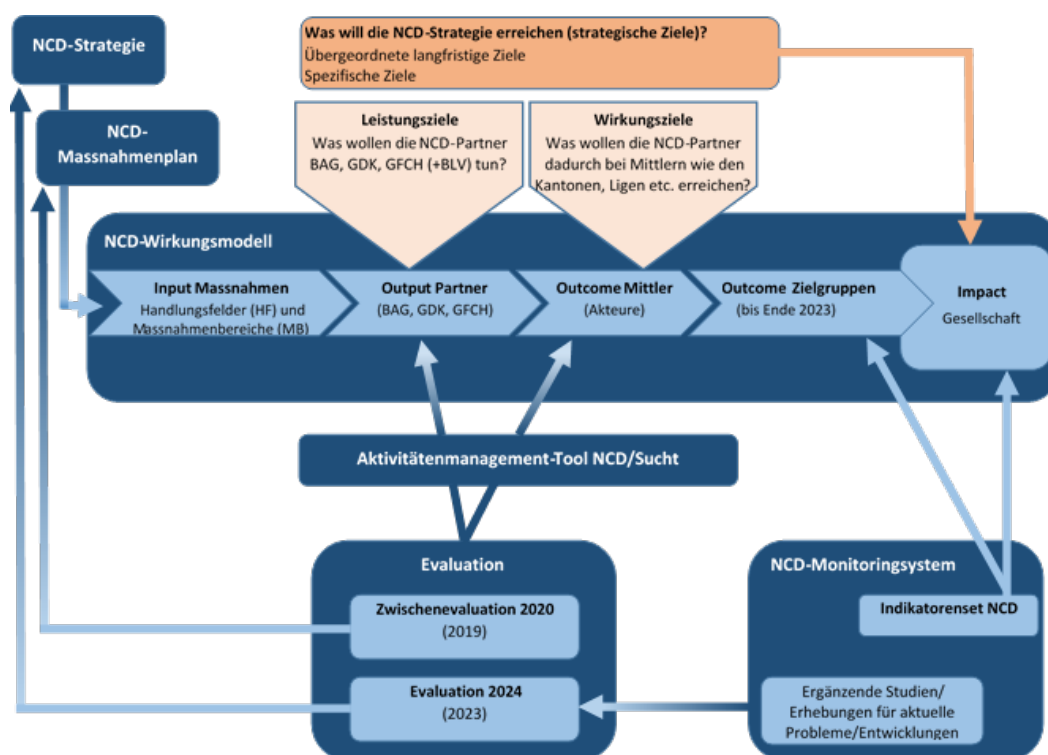 NCD-Strategie
Was will die NCD-Strategie erreichen (strategische Ziele)?
Übergeordnete langfristige Ziele
Spezifische Ziele
NCD-
Massnahmenplan
Leistungsziele
Was wollen die NCD-Partner
BAG, GDK, GFCH (+BLV) tun?
Wirkungsziele
Was wollen die NCD-Partner
dadurch bei Mittlern wie den
Kantonen, Ligen etc. erreichen?
NCD-Wirkungsmodell
Input Massnahmen
Handlungsfelder (HF) und
Massnahmenbereiche (MB)
Output Partner
(BAG, GDK, GFCH)
Outcome Mittler
(Akteure)
Outcome Zielgruppen
(bis Ende 2023)
Impact
Gesellschaft
Aktivitätenmanagement-Tool NCD/Sucht
Evaluation
Zwischenevaluation 2020
(2019)
Evaluation 2024
(2023)
NCD-Monitoringsystem
Indikatorenset NCD
Ergänzende Studien/
Erhebungen für aktuelle
Probleme/Entwicklungen